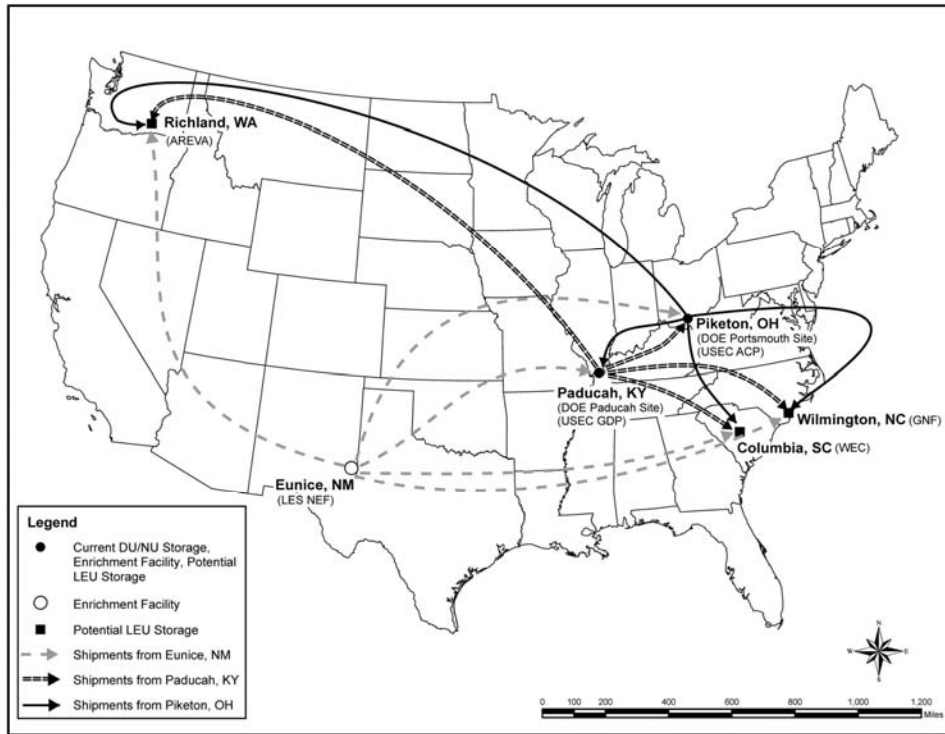 Richland, WA
(AREVA)
Piketon, OH
(DOE Portsmouth Site)
(USEC ACP)
Paducah, KY
(DOE Paducah Site)
(USEC GDP)
Wilmington, NC (GNF)
Columbia, SC (WEC)
Eunice, NM
(LES NEF)
Legend
Current DU/NU Storage,
Enrichment Facility, Potential
LEU Storage
Enrichment Facility
Potential LEU Storage
Shipments from Eunice, NM
Shipments from Paducah, KY
Shipments from Piketon, OH
N
W E
S
0 200 400 600 800 1,000 1,200
Miles